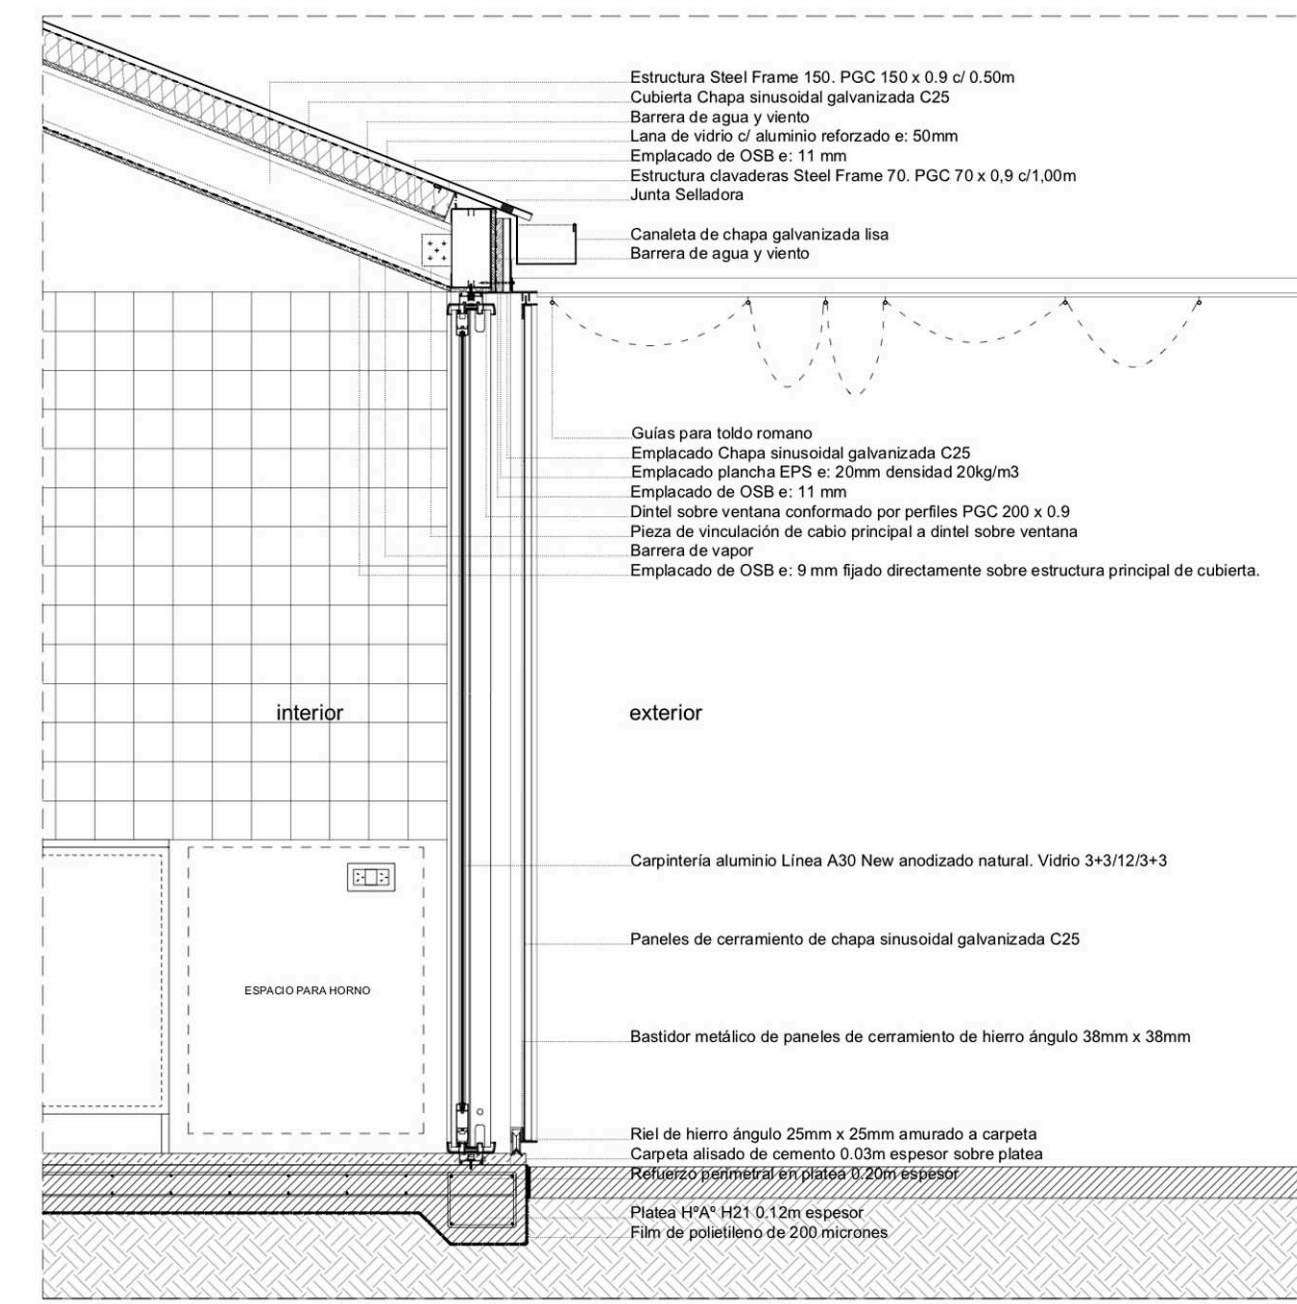 Estructura Steel Frame 150. PGC 150 x 0.9 c/ 0.50m
Cubierta Chapa sinusoidal galvanizada C25
Barrera de agua y viento
Lana de vidrio c/ aluminio reforzado e: 50mm
Emplacado de OSB e: 11 mm
Estructura clavaderas Steel Frame 70. PGC 70 x 0,9 c/1,00m
Junta Selladora
Canaleta de chapa galvanizada lisa
Barrera de agua y viento
Guías para toldo romano
Emplacado Chapa sinusoidal galvanizada C25
Emplacado plancha EPS e: 20mm densidad 20kg/m3
Emplacado de OSB e: 11 mm
Dintel sobre ventana conformado por perfiles PGC 200 x 0.9
Pieza de vinculación de cabio principal a dintel sobre ventana
Barrera de vapor
Emplacado de OSB e: 9 mm fijado directamente sobre estructura principal de cubierta.
interior
exterior
Carpintería aluminio Línea A30 New anodizado natural. Vidrio 3+3/12/3+3
Paneles de cerramiento de chapa sinusoidal galvanizada C25
ESPACIO PARA HORNO
Bastidor metálico de paneles de cerramiento de hierro ángulo 38mm x 38mm
Riel de hierro ángulo 25mm x 25mm amurado a carpeta
Carpeta alisado de cemento 0.03m espesor sobre platea
Refuerzo perimetral en platea 0.20m espesor
Platea HºAº H21 0.12m espesor
Film de polietileno de 200 micrones